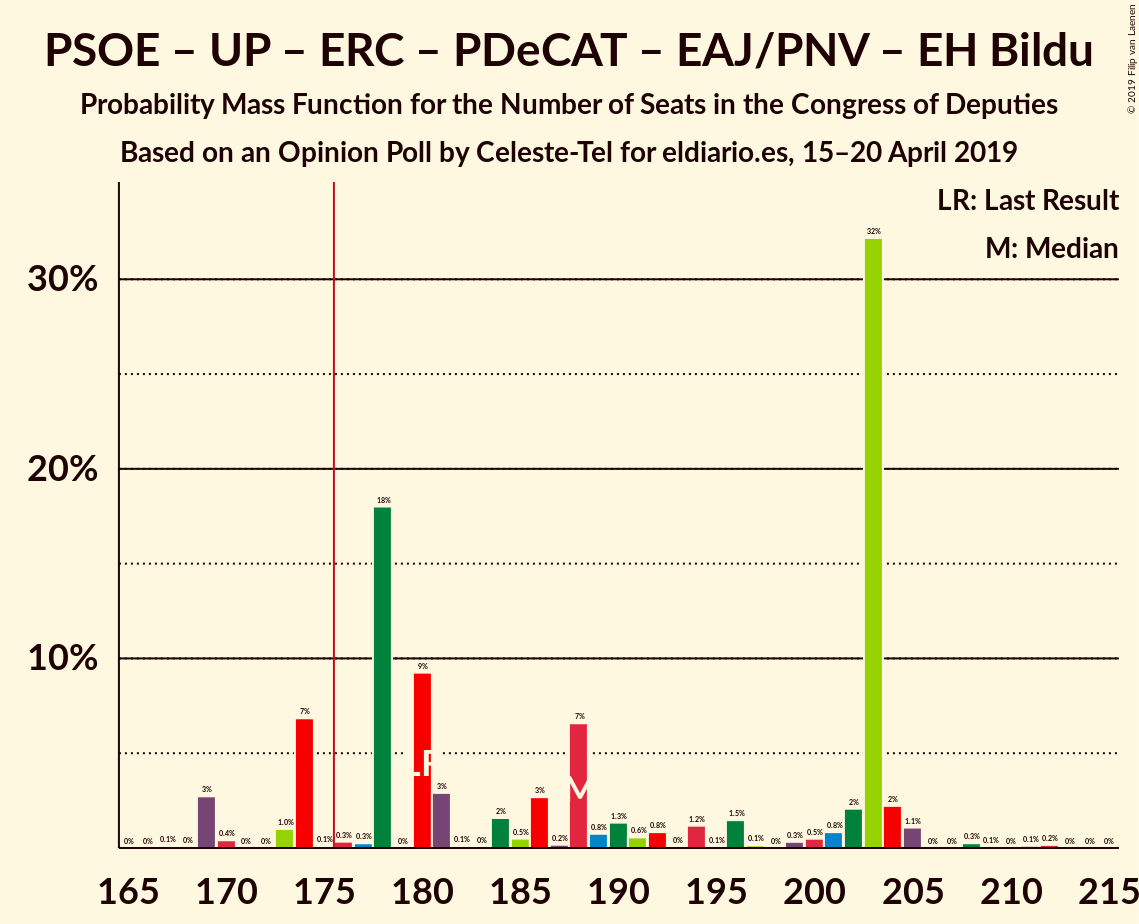 PSOE – UP – ERC – PDeCAT – EAJ/PNV – EH Bildu
Probability Mass Function for the Number of Seats in the Congress of Deputies
Based on an Opinion Poll by Celeste-Tel for eldiario.es, 15–20 April 2019
© 2019 Filip van Laenen
LR: Last Result
M: Median
30%
20%
10%
0% 0% 0.1% 0% 3% 0.4% 0% 0% 1.0% 7% 0.1% 0.3% 0.3% 18% 0% 9% 3% 0.1% 0% 2% 0.5% 3% 0.2% 7% 0.8% 1.3% 0.6% 0.8% 0% 1.2% 0.1% 1.5% 0.1% 0% 0.3% 0.5% 0.8% 2% 32% 2% 1.1% 0% 0% 0.3% 0.1% 0% 0.1% 0.2% 0% 0% 0%
LR
M
165 170 175 180 185 190 195 200 205 210 215